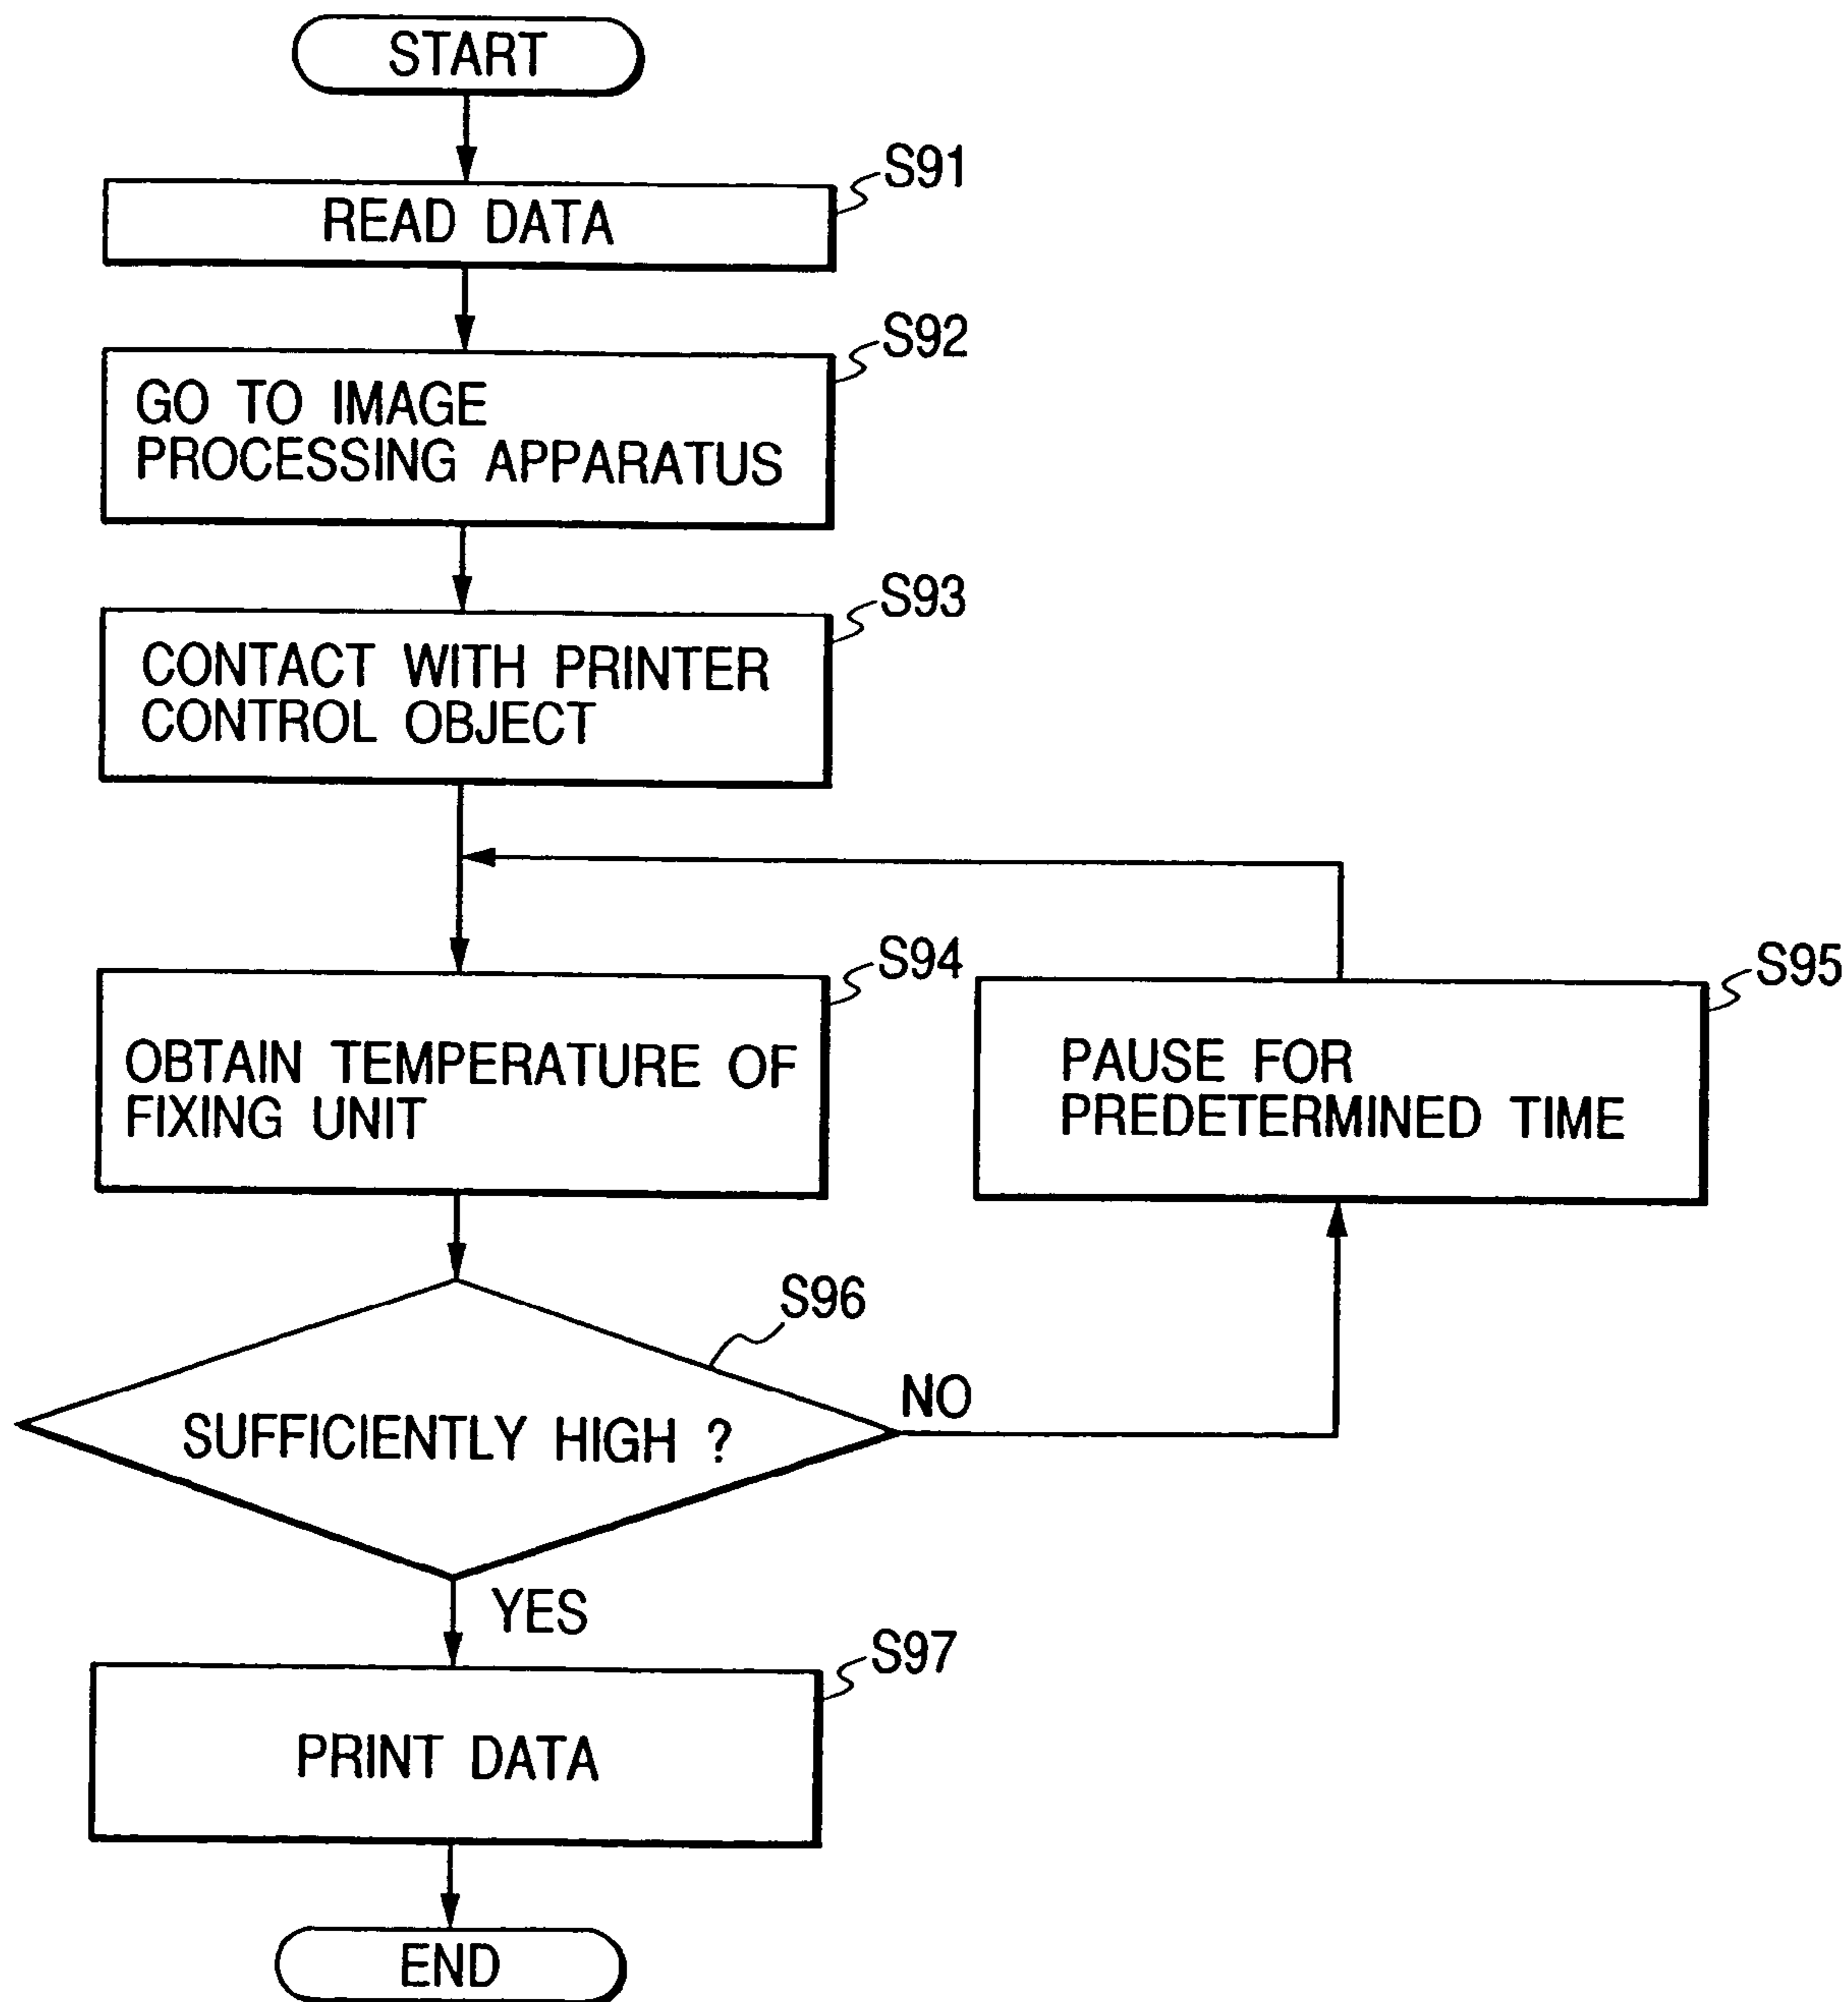 START
S91
READ DATA
S92
GO TO IMAGE
PROCESSING APPARATUS
S93
CONTACT WITH PRINTER
CONTROL OBJECT
S94
OBTAIN TEMPERATURE OF
FIXING UNIT
S95
PAUSE FOR
PREDETERMINED TIME
S96
SUFFICIENTLY HIGH ?
NO
YES
S97
PRINT DATA
END